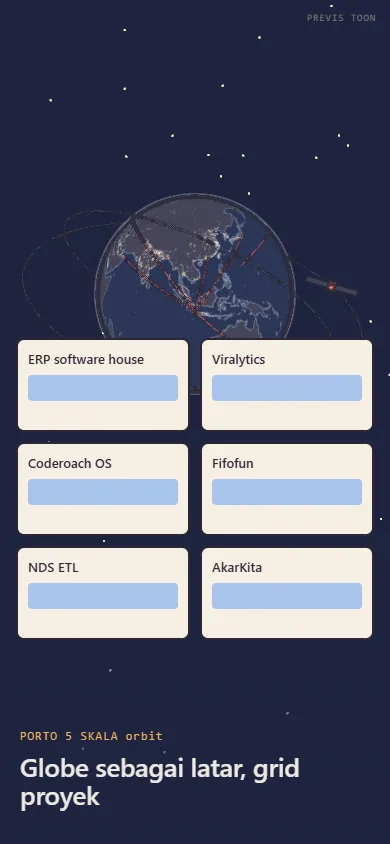 PREVIS TOON
ERP software house
Viralytics
Coderoach OS
Fifofun
NDS ETL
AkarKita
PORTO 5 SKALA orbit
Globe sebagai latar, grid
proyek